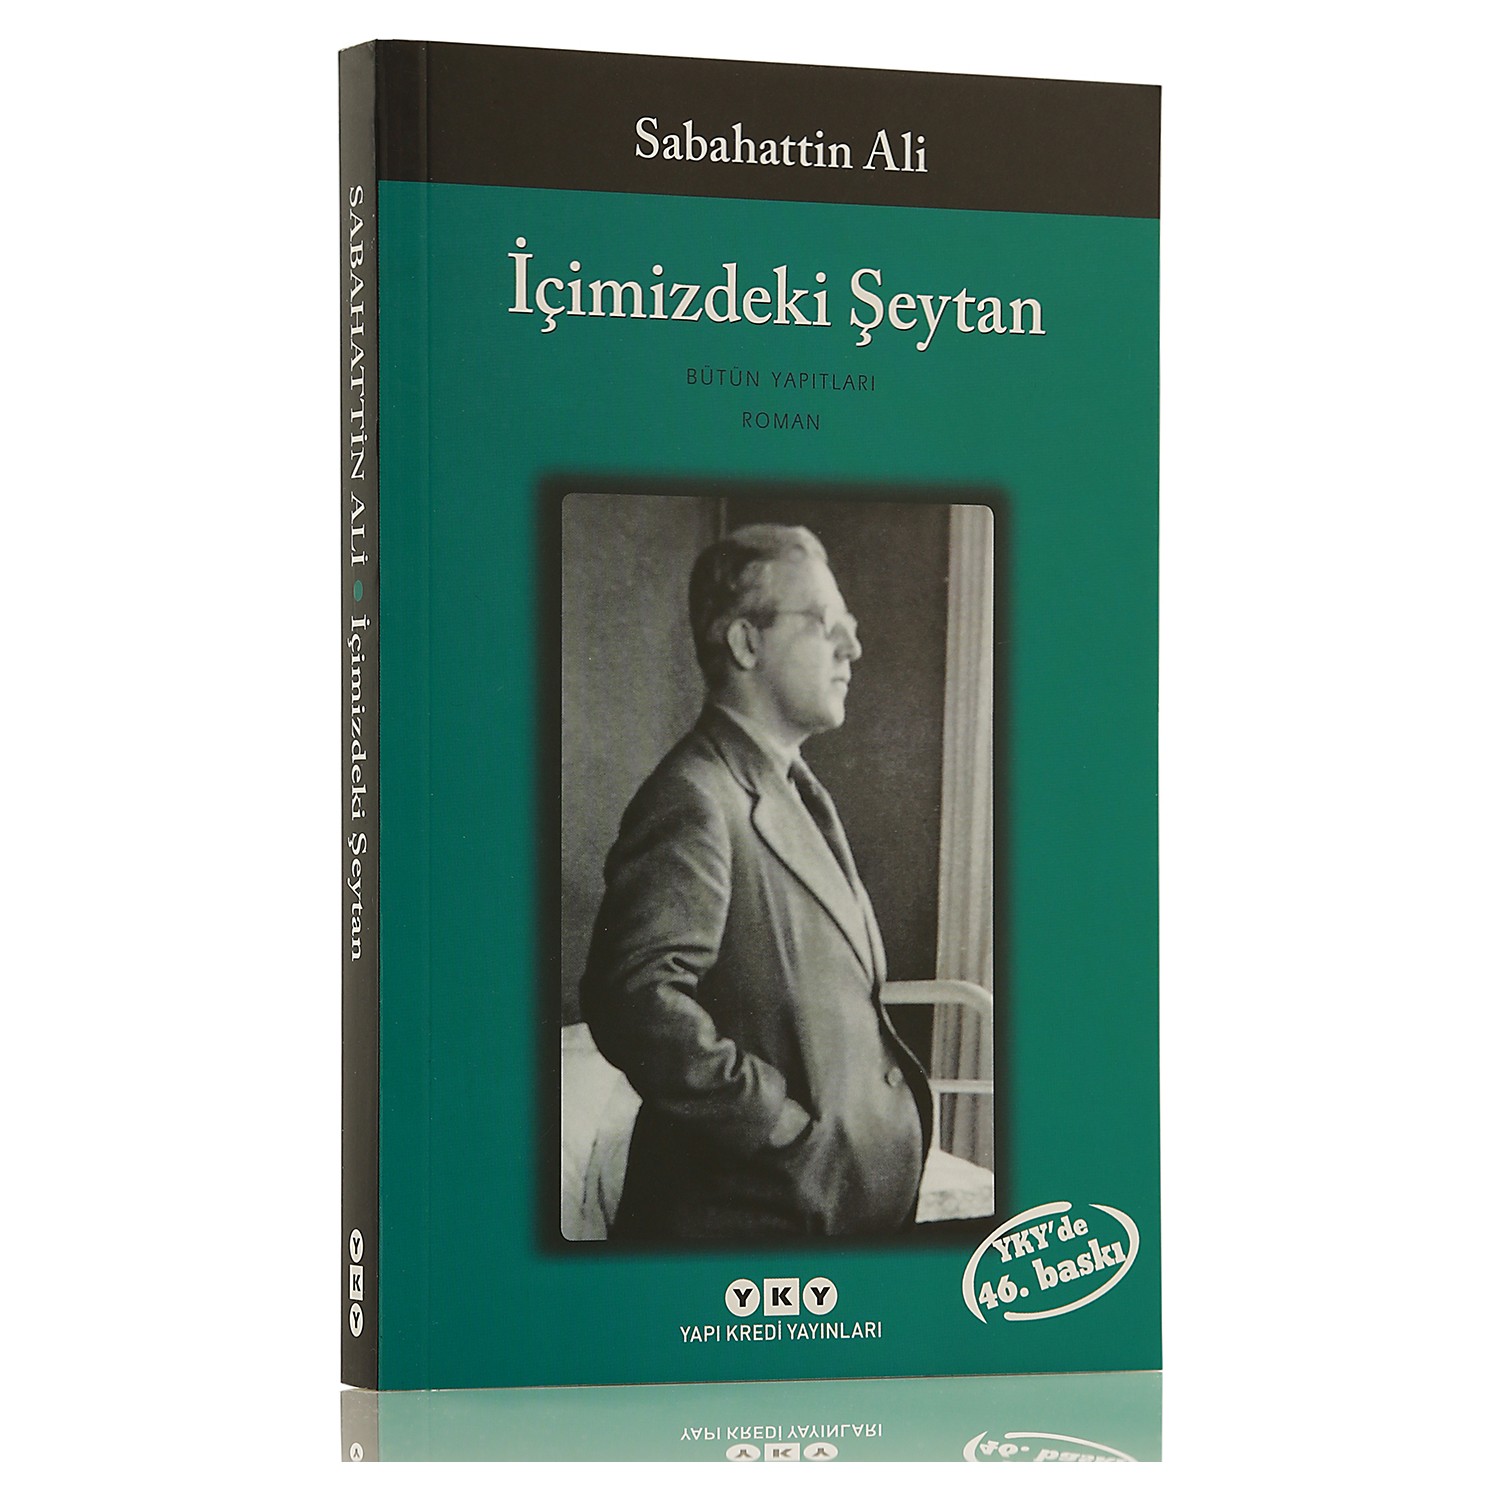 Sabahattin Ali
İçimizdeki Şeytan
BÜTÜN YAPITLARI
ROMAN
YKY'de
46. baskı
YKY
YAPI KREDİ YAYINLARI
SABAHATTİN ALİ • İçimizdeki Şeytan
YKY